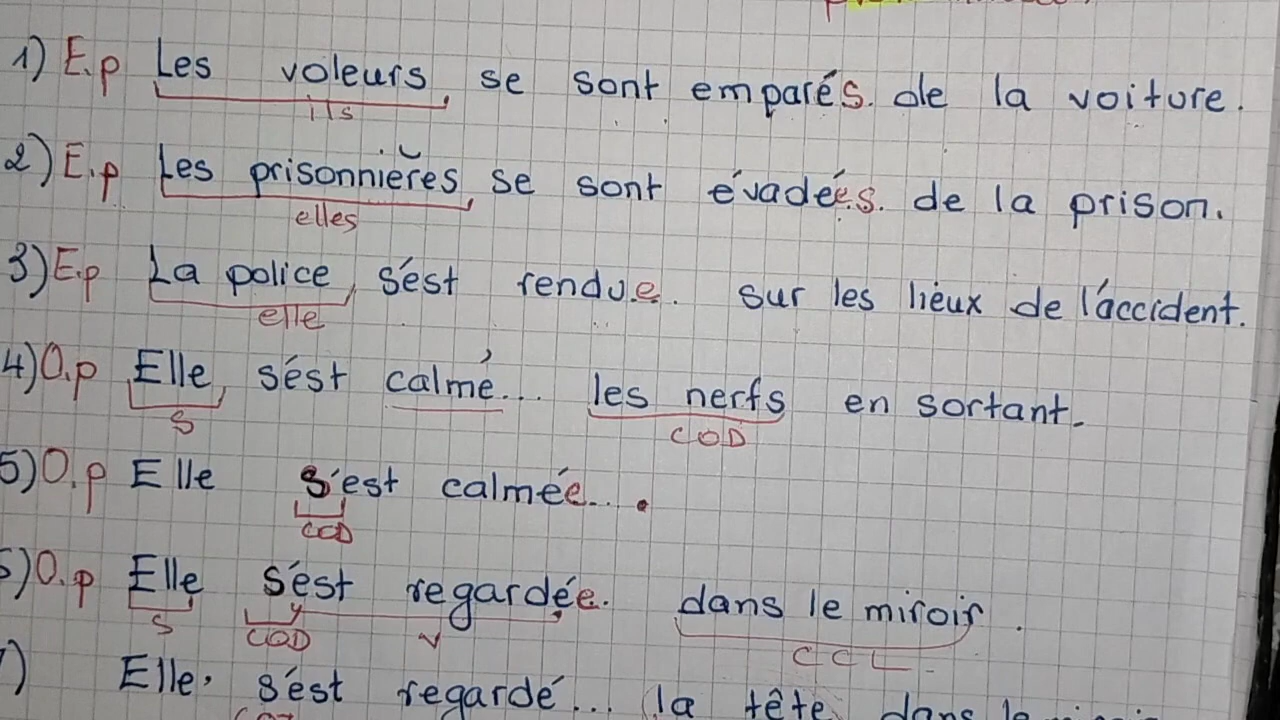 1) E.p Les voleurs se sont emparés. de la voiture.
ils
2) E.p Les prisonnières se sont évadées. de la prison.
elles
3) E.p La police s'est rendue. sur les lieux de l'accident.
elle
4) O.p Elle s'est calmé... les nerfs en sortant.
S COD
5) O.p Elle s'est calmée... .
COD
6) O.p Elle s'est regardée. dans le miroir.
S COD V CCL
7) Elle. s'est regardé... la tête dans le